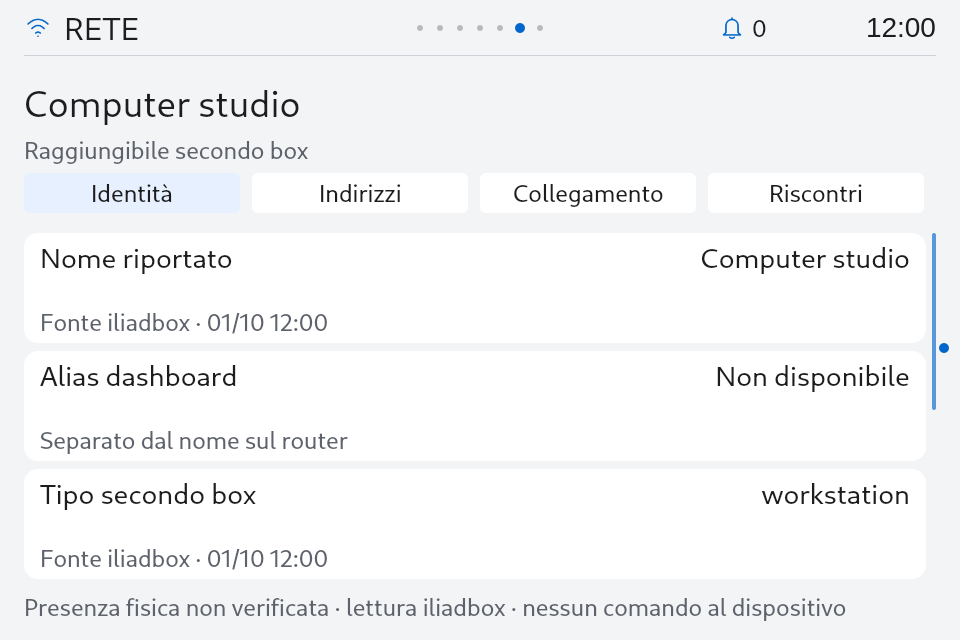 RETE
0
12:00
Computer studio
Raggiungibile secondo box
Identità
Indirizzi
Collegamento
Riscontri
Nome riportato
Computer studio
Fonte iliadbox · 01/10 12:00
Alias dashboard
Non disponibile
Separato dal nome sul router
Tipo secondo box
workstation
Fonte iliadbox · 01/10 12:00
Presenza fisica non verificata · lettura iliadbox · nessun comando al dispositivo